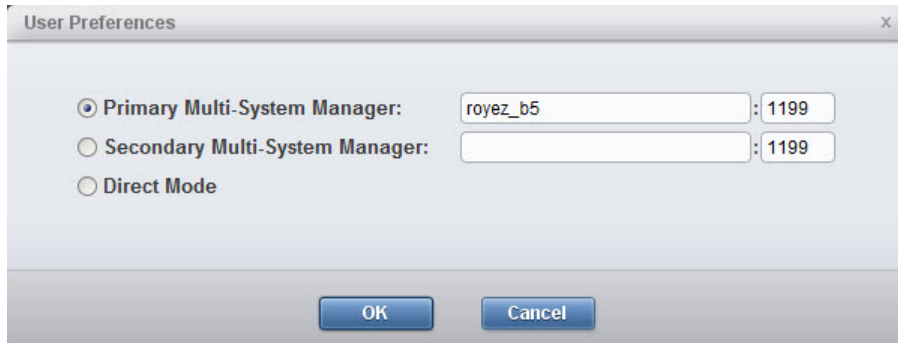 User Preferences x
Primary Multi-System Manager: royez_b5 : 1199
Secondary Multi-System Manager: : 1199
Direct Mode
OK Cancel